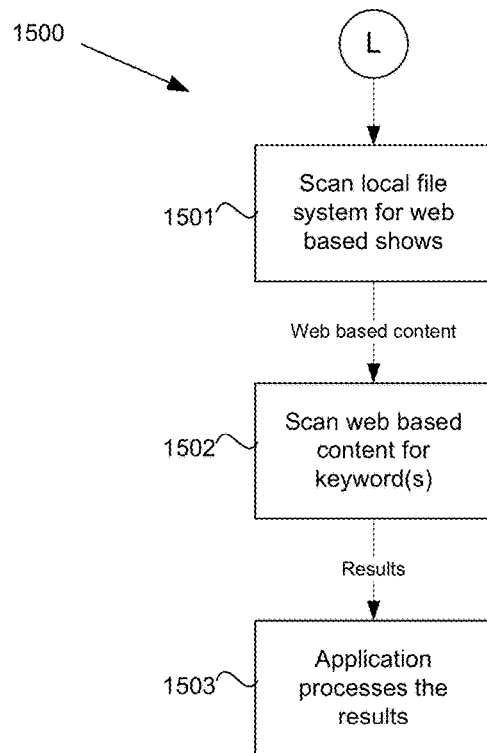 1500
L
Scan local file
system for web
based shows
1501
Web based content
Scan web based
content for
keyword(s)
1502
Results
Application
processes the
results
1503